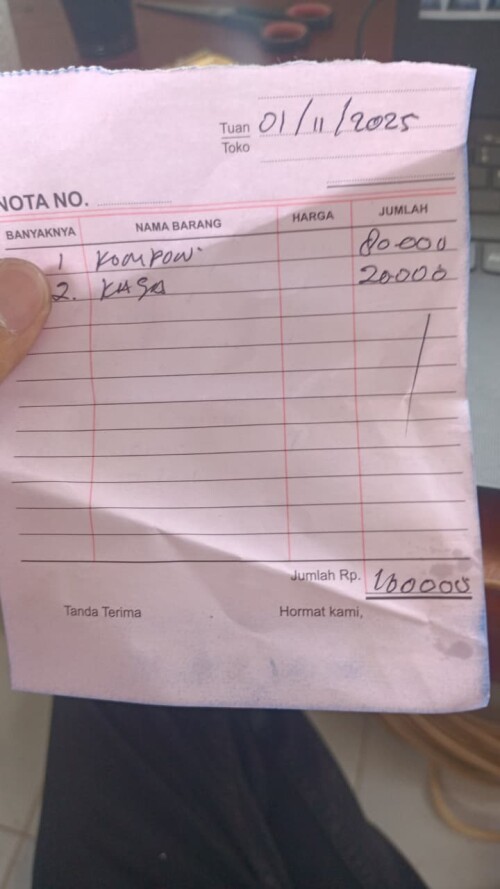 Tuan 01/11/2025
Toko
NOTA NO.
BANYAKNYA NAMA BARANG HARGA JUMLAH
1 KOMPON 80.000
2. KASA 20.000
Jumlah Rp. 100000
Tanda Terima Hormat kami,